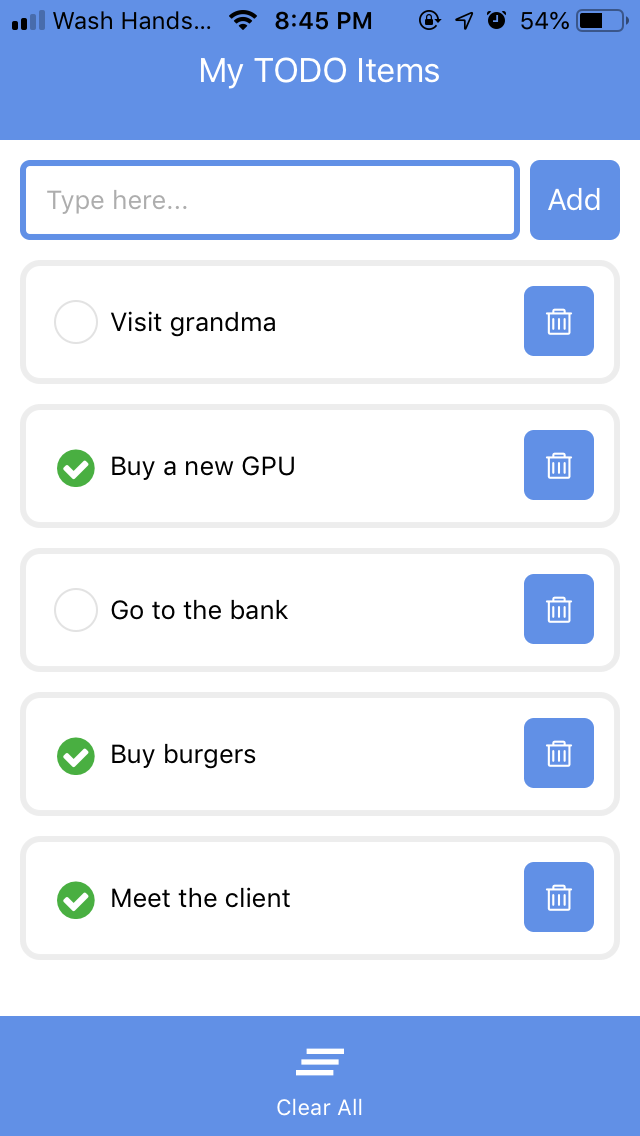 Wash Hands... 8:45 PM 54%
My TODO Items
Type here... Add
Visit grandma
Buy a new GPU
Go to the bank
Buy burgers
Meet the client
Clear All